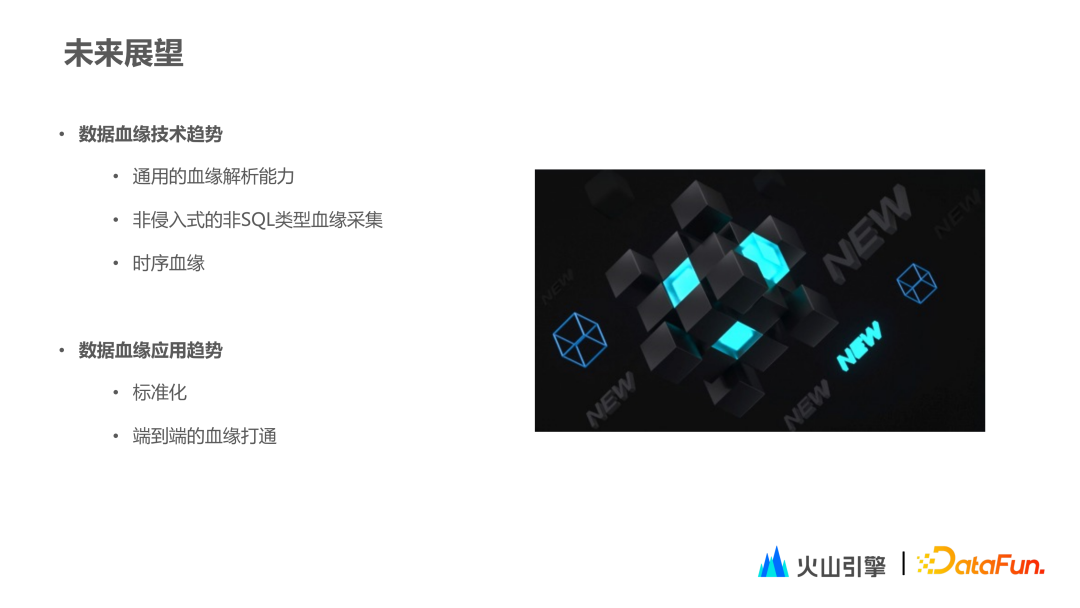 未来展望
• 数据血缘技术趋势
• 通用的血缘解析能力
• 非侵入式的非SQL类型血缘采集
• 时序血缘
NEW
NEW
NEW
NEW
NEW
NEW
• 数据血缘应用趋势
• 标准化
• 端到端的血缘打通
火山引擎 | DataFun.